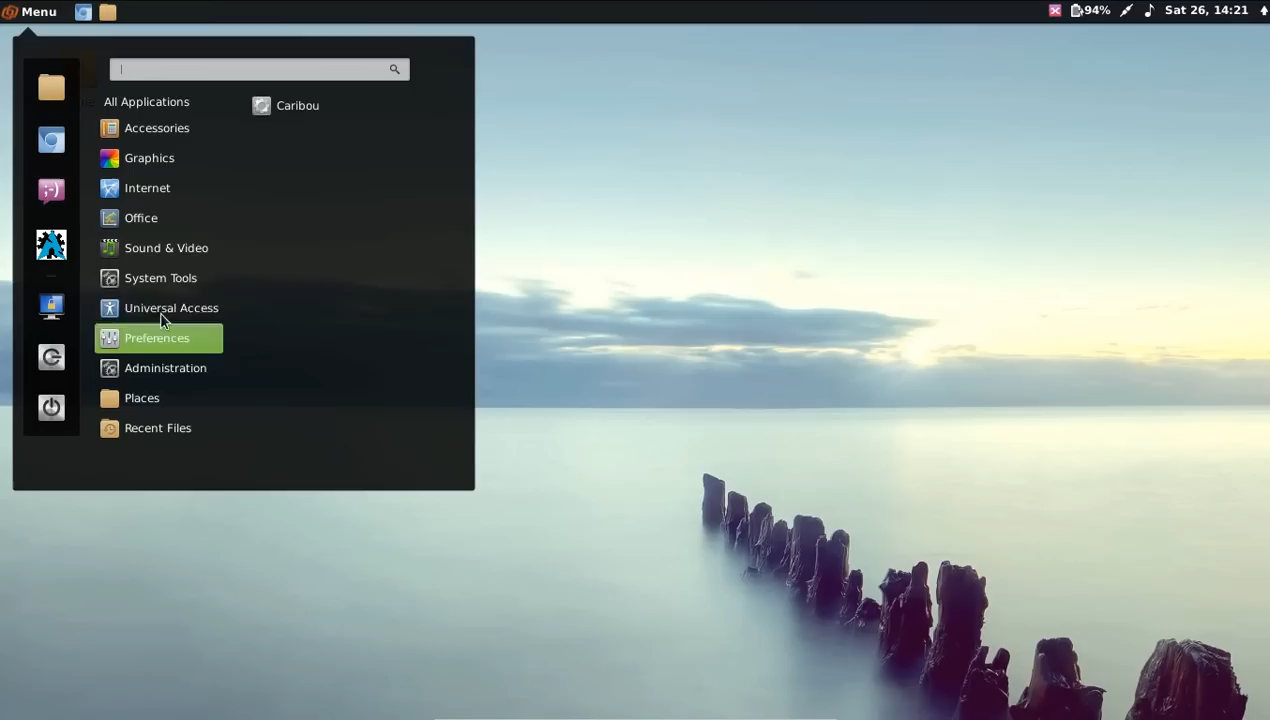 Menu
94%
Sat 26, 14:21
All Applications
Caribou
Accessories
Graphics
Internet
Office
Sound & Video
System Tools
Universal Access
Preferences
Administration
Places
Recent Files